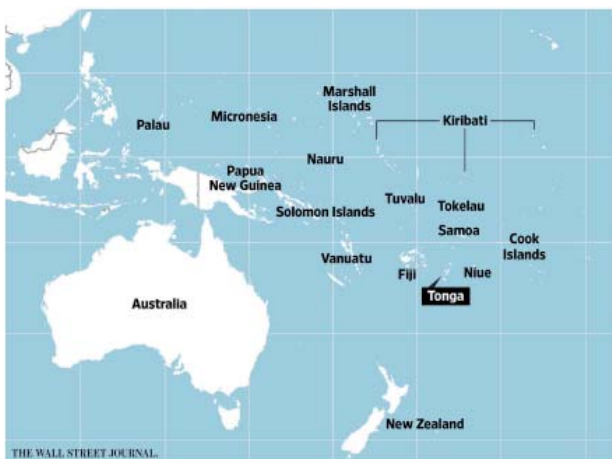 Marshall
Islands
Micronesia
Kiribati
Palau
Nauru
Papua
New Guinea
Tuvalu
Tokelau
Solomon Islands
Samoa
Cook
Islands
Vanuatu
Fiji
Niue
Tonga
Australia
New Zealand
THE WALL STREET JOURNAL.